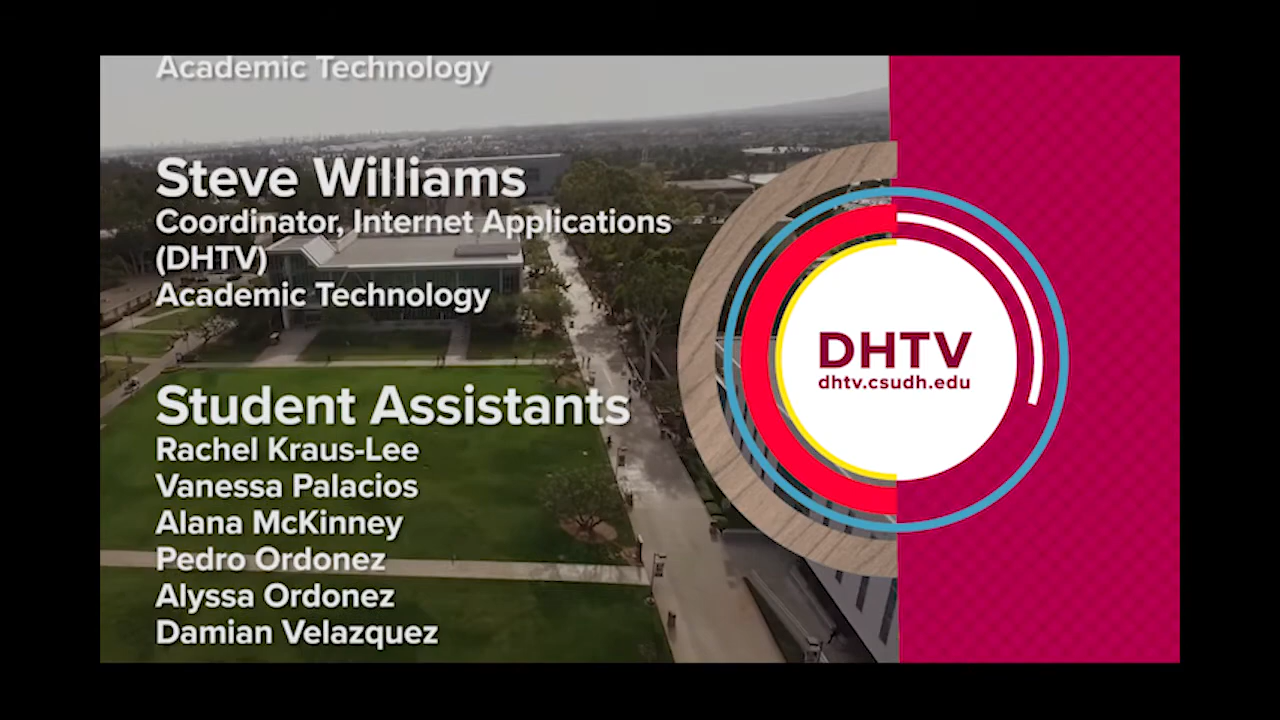 Academic Technology
Steve Williams
Coordinator, Internet Applications
(DHTV)
Academic Technology
Student Assistants
Rachel Kraus-Lee
Vanessa Palacios
Alana McKinney
Pedro Ordonez
Alyssa Ordonez
Damian Velazquez
DHTV
dhtv.csudh.edu